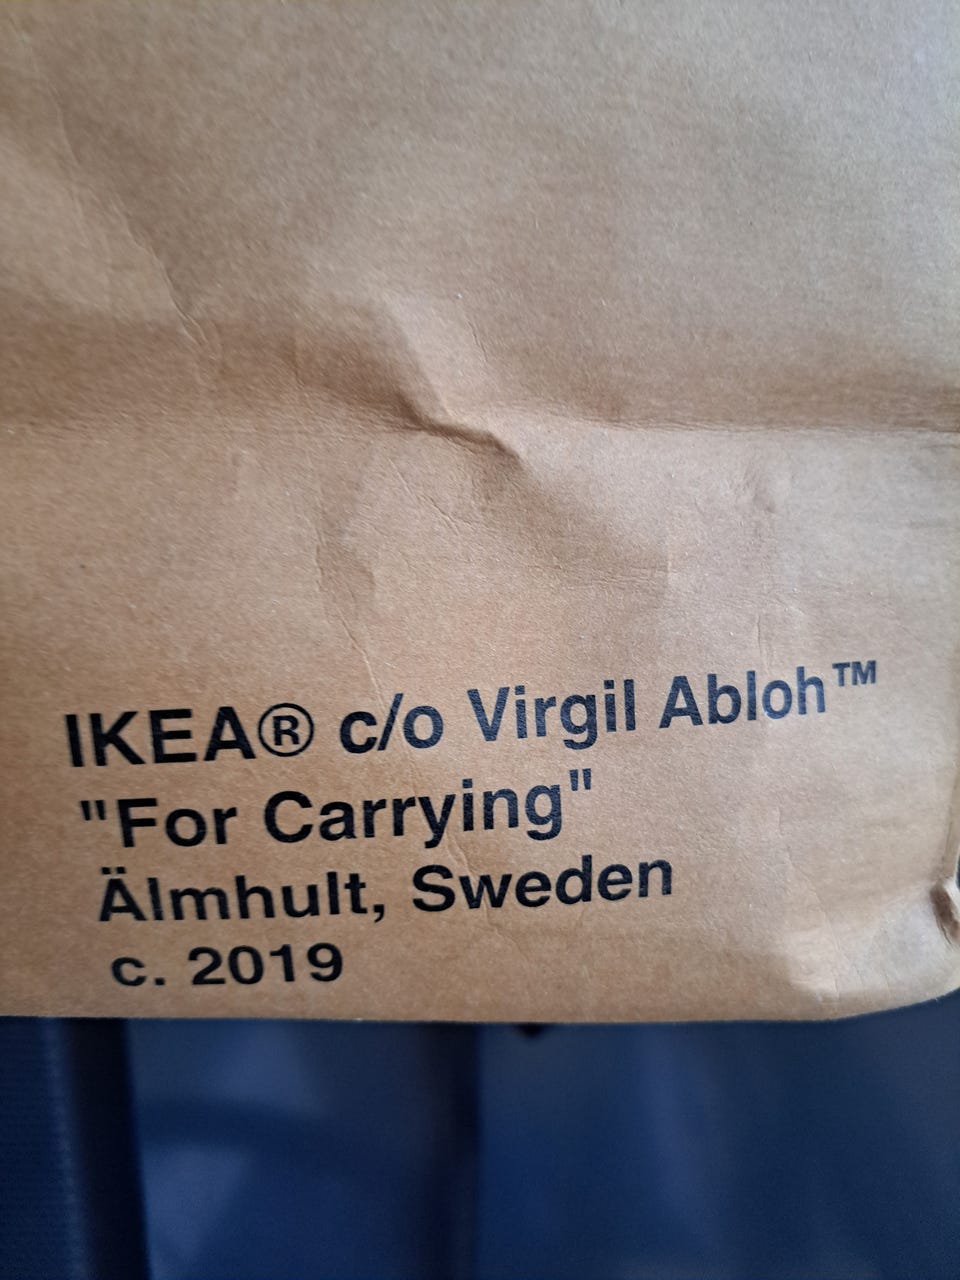 IKEA® c/o Virgil Abloh™
"For Carrying"
Älmhult, Sweden
c. 2019